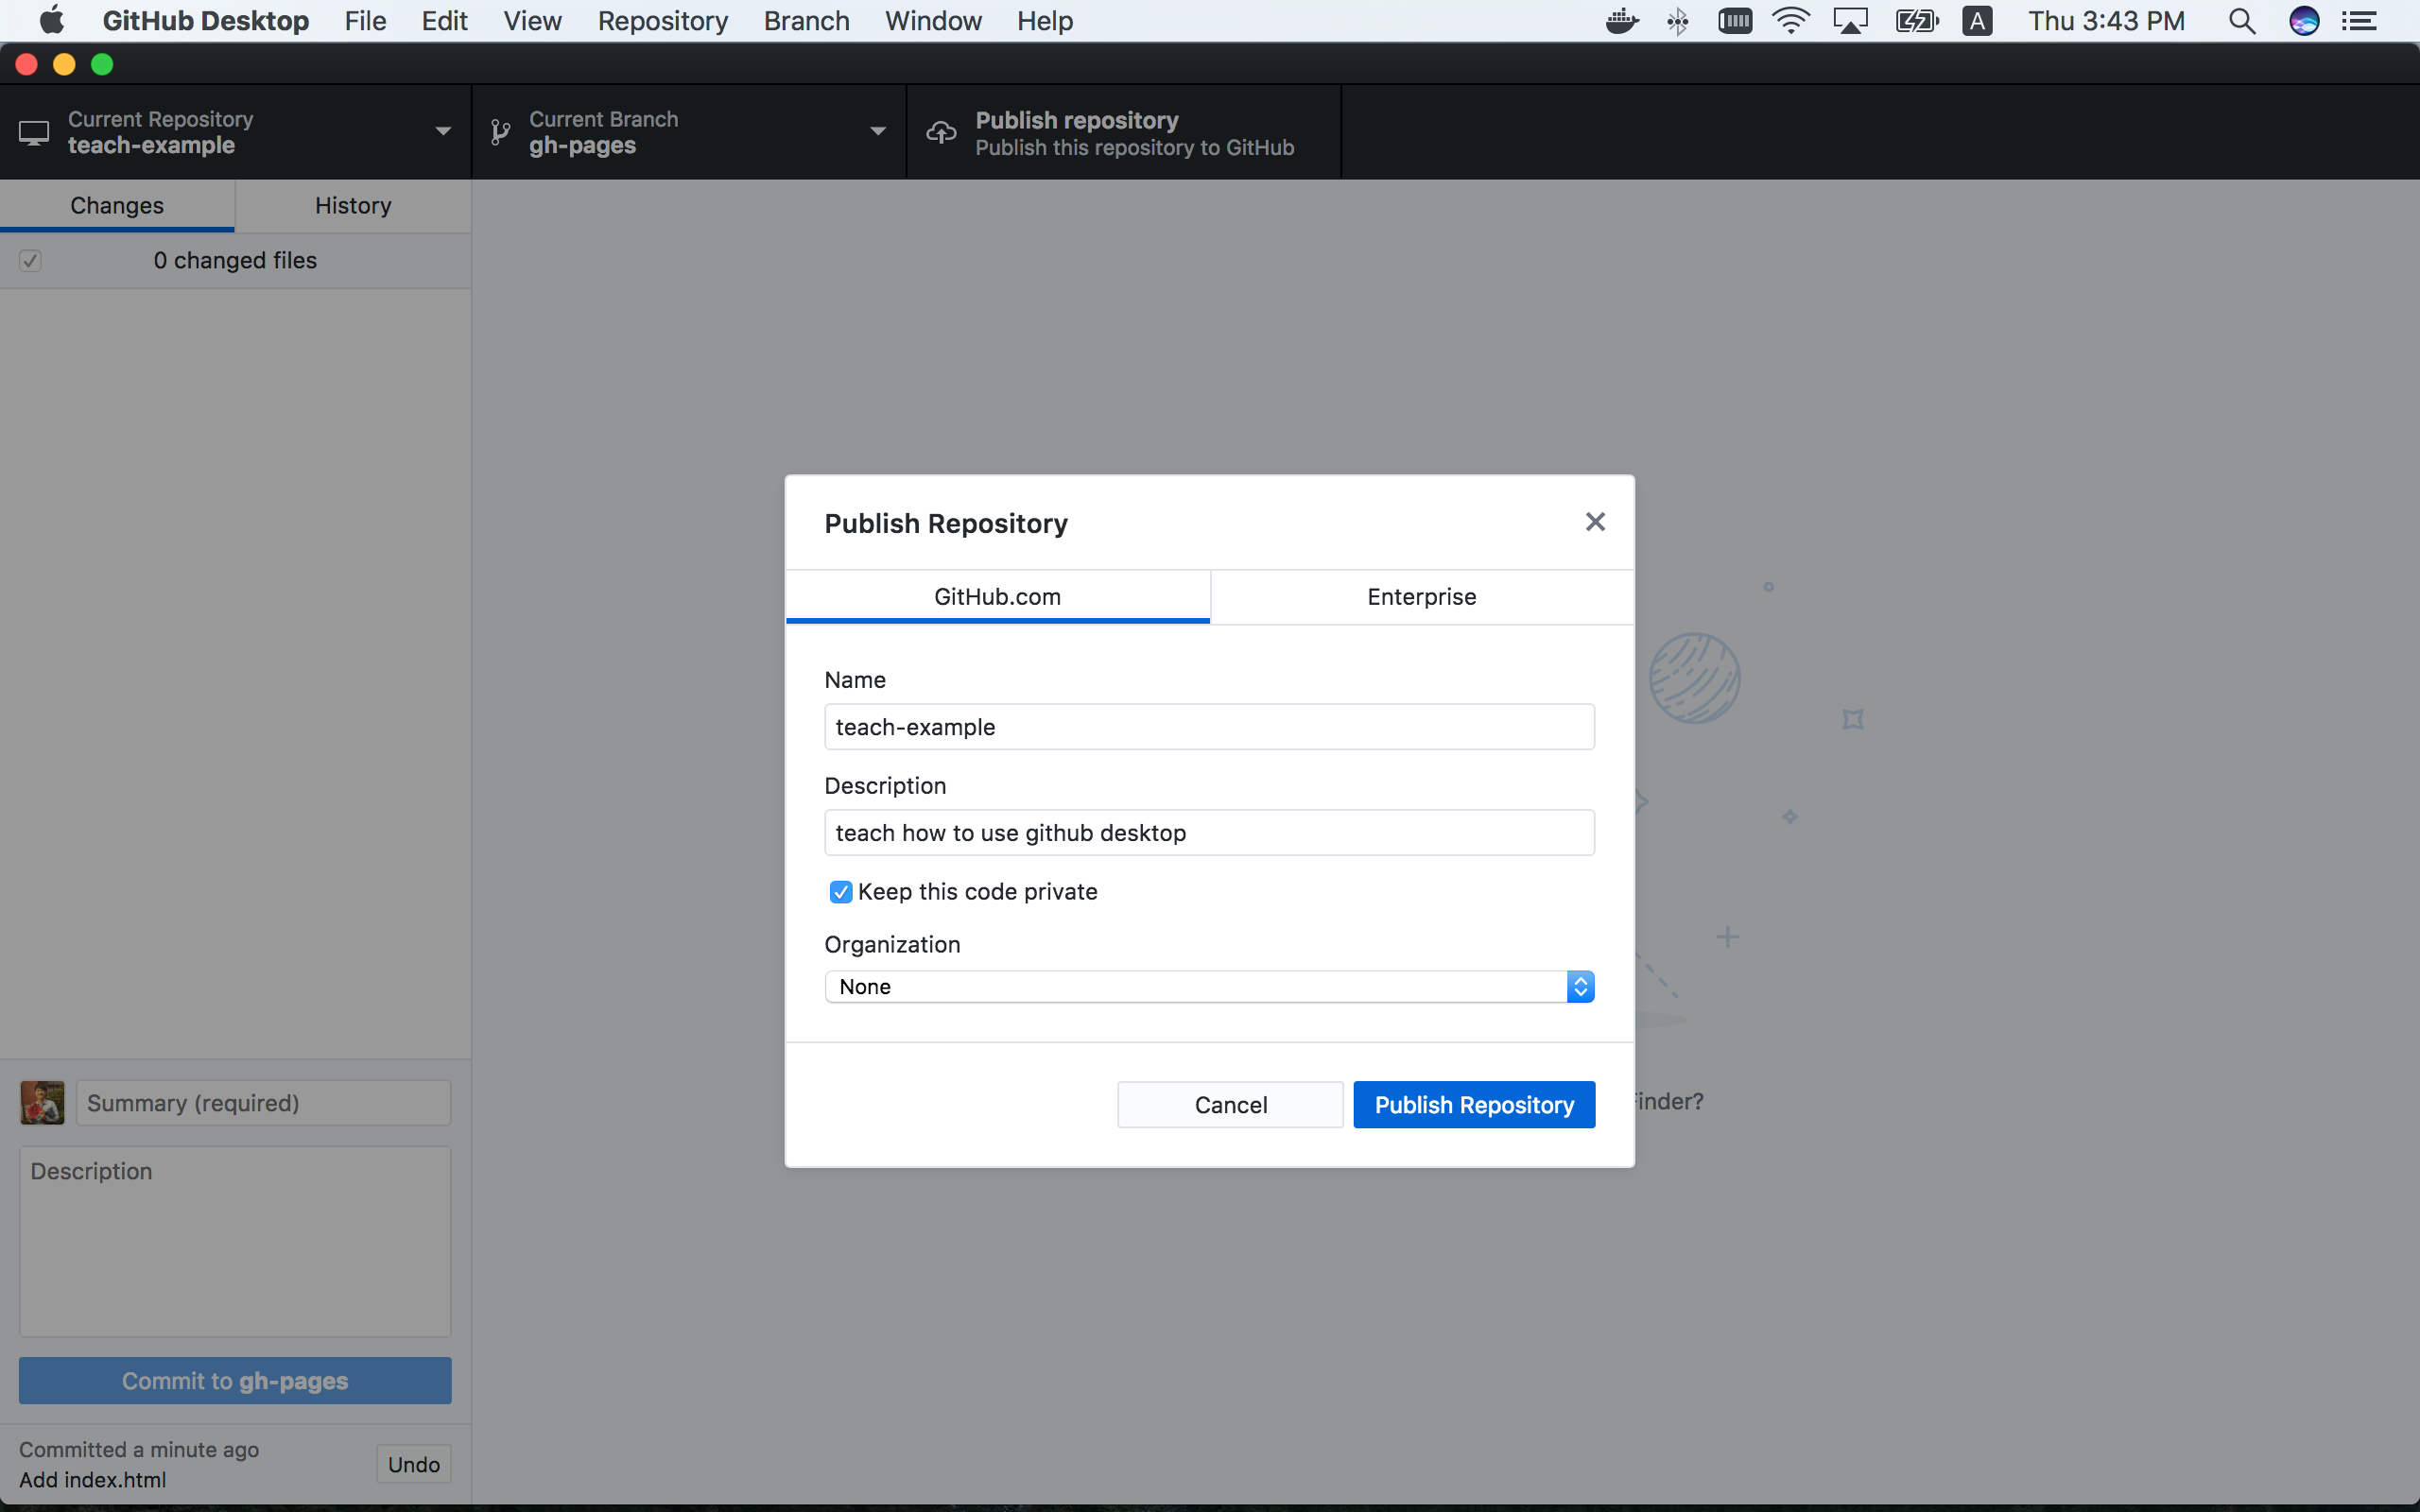 GitHub Desktop File Edit View Repository Branch Window Help A Thu 3:43 PM
Current Repository
teach-example
Current Branch
gh-pages
Publish repository
Publish this repository to GitHub
Changes History
0 changed files
Publish Repository
GitHub.com Enterprise
Name
teach-example
Description
teach how to use github desktop
Keep this code private
Organization
None
Cancel Publish Repository
Finder?
Summary (required)
Description
Commit to gh-pages
Committed a minute ago
Add index.html
Undo